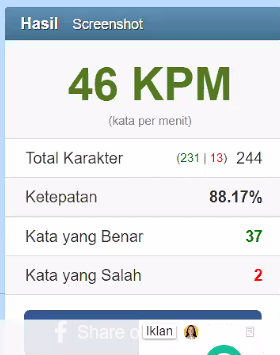 Hasil Screenshot
46 KPM
(kata per menit)
Total Karakter (231 | 13) 244
Ketepatan 88.17%
Kata yang Benar 37
Kata yang Salah 2
Share o
Iklan